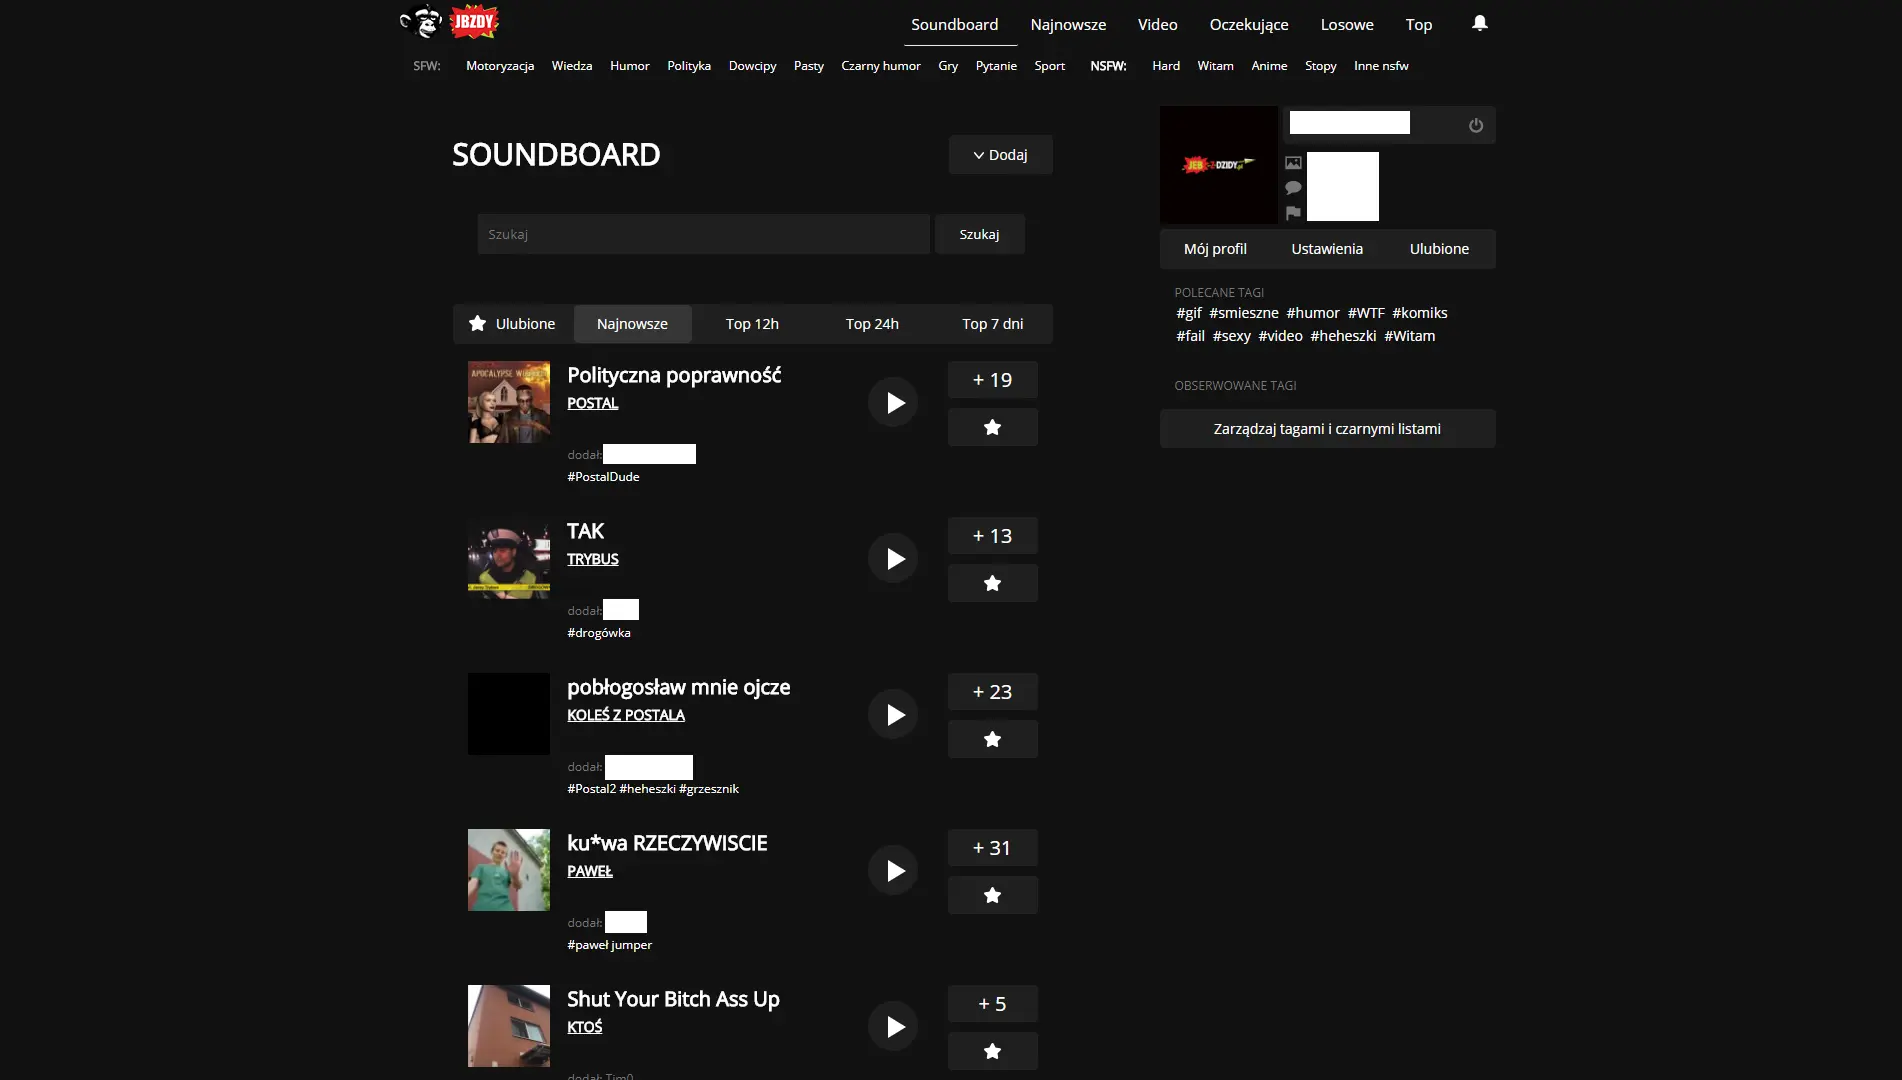 JBZDY
Soundboard Najnowsze Video Oczekujące Losowe Top
SFW: Motoryzacja Wiedza Humor Polityka Dowcipy Pasty Czarny humor Gry Pytanie Sport NSFW: Hard Witam Anime Stopy Inne nsfw
SOUNDBOARD
Dodaj
Szukaj Szukaj
Ulubione Najnowsze Top 12h Top 24h Top 7 dni
APOCALYPSE
Polityczna poprawność
POSTAL
+ 19
dodał:
#PostalDude
TAK
TRYBUS
+ 13
dodał:
#drogówka
pobłogosław mnie ojcze
KOLEŚ Z POSTALA
+ 23
dodał:
#Postal2 #heheszki #grzesznik
ku*wa RZECZYWISCIE
PAWEŁ
+ 31
dodał:
#paweł jumper
Shut Your Bitch Ass Up
KTOŚ
+ 5
dodał: Tim0
JEB-Z-DZIDY.pl
Mój profil Ustawienia Ulubione
POLECANE TAGI
#gif #smieszne #humor #WTF #komiks
#fail #sexy #video #heheszki #Witam
OBSERWOWANE TAGI
Zarządzaj tagami i czarnymi listami